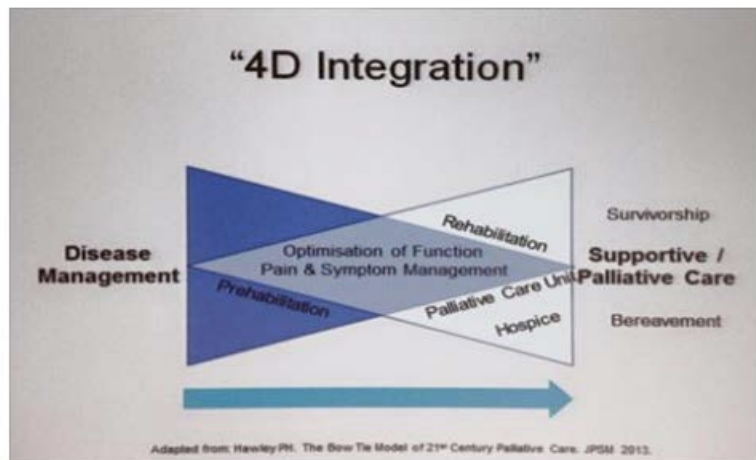 “4D Integration”
Survivorship
Rehabilitation
Disease
Management
Optimisation of Function
Pain & Symptom Management
Supportive /
Palliative Care
Prehabilitation
Palliative Care Unit
Hospice
Bereavement
Adapted from: Hawley PH. The Bow Tie Model of 21st Century Palliative Care. JPSM 2013.